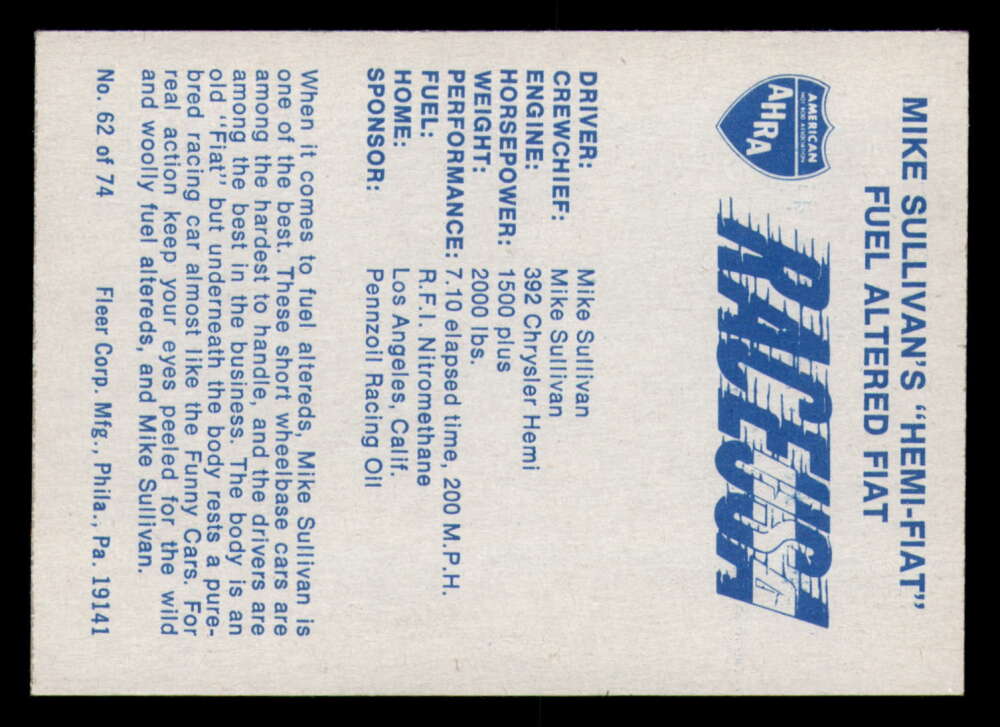 MIKE SULLIVAN'S "HEMI-FIAT"
FUEL ALTERED FIAT
AMERICAN
HOT ROD ASSOCIATION
AHRA
RACE
USA
DRIVER: Mike Sullivan
CREWCHIEF: Mike Sullivan
ENGINE: 392 Chrysler Hemi
HORSEPOWER: 1500 plus
WEIGHT: 2000 lbs.
PERFORMANCE: 7.10 elapsed time, 200 M.P.H.
FUEL: R.F.I. Nitromethane
HOME: Los Angeles, Calif.
SPONSOR: Pennzoil Racing Oil
When it comes to fuel altereds, Mike Sullivan is
one of the best. These short wheelbase cars are
among the hardest to handle, and the drivers are
among the best in the business. The body is an
old "Fiat" but underneath the body rests a pure-
bred racing car almost like the Funny Cars. For
real action keep your eyes peeled for the wild
and woolly fuel altereds, and Mike Sullivan.
No. 62 of 74 Fleer Corp. Mfg., Phila., Pa. 19141